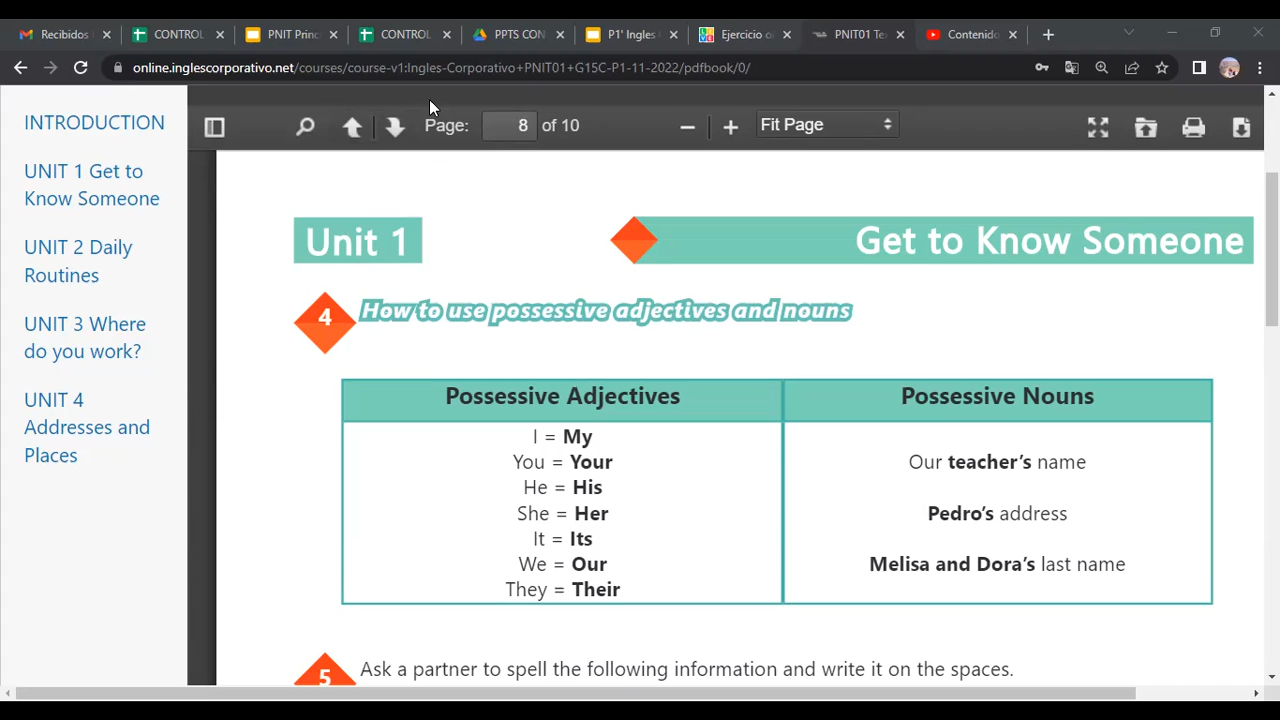 Recibidos
CONTROL
PNIT Princ
CONTROL
PPTS CON
P1' Ingles
Ejercicio o
PNIT01 Te
Contenido
online.inglescorporativo.net/courses/course-v1:Ingles-Corporativo+PNIT01+G15C-P1-11-2022/pdfbook/0/
Page: 8 of 10
Fit Page
INTRODUCTION
UNIT 1 Get to
Know Someone
UNIT 2 Daily
Routines
UNIT 3 Where
do you work?
UNIT 4
Addresses and
Places
Unit 1
Get to Know Someone
4 How to use possessive adjectives and nouns
Possessive Adjectives
I = My
You = Your
He = His
She = Her
It = Its
We = Our
They = Their
Possessive Nouns
Our teacher's name
Pedro's address
Melisa and Dora's last name
5 Ask a partner to spell the following information and write it on the spaces.